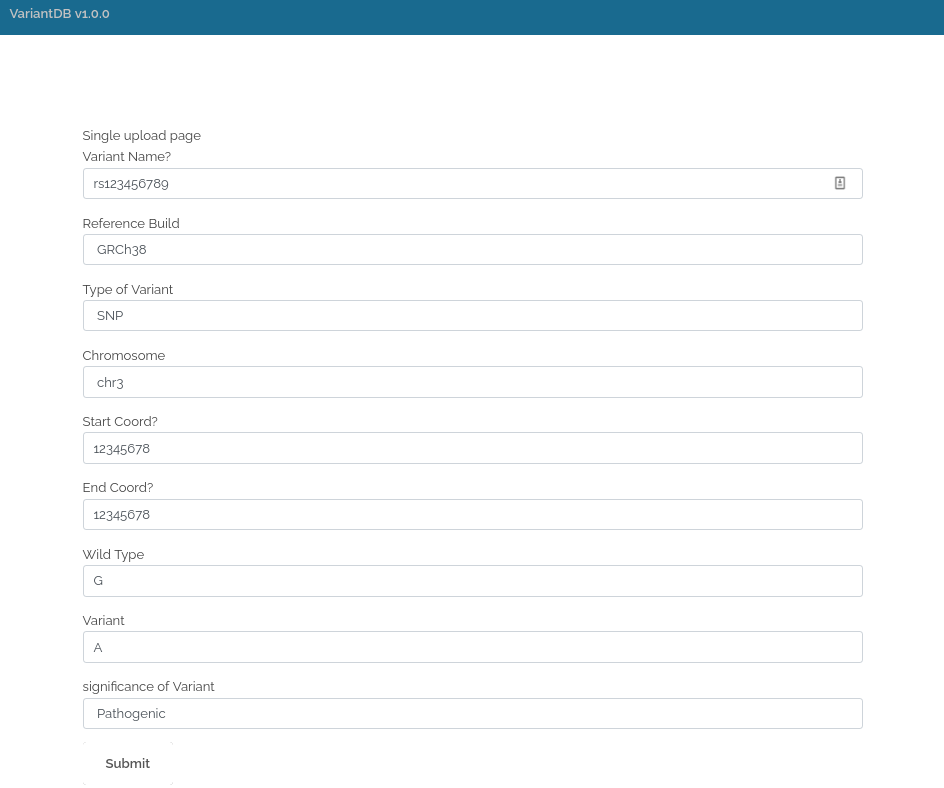 VariantDB v1.0.0
Single upload page
Variant Name?
rs123456789
Reference Build
GRCh38
Type of Variant
SNP
Chromosome
chr3
Start Coord?
12345678
End Coord?
12345678
Wild Type
G
Variant
A
significance of Variant
Pathogenic
Submit